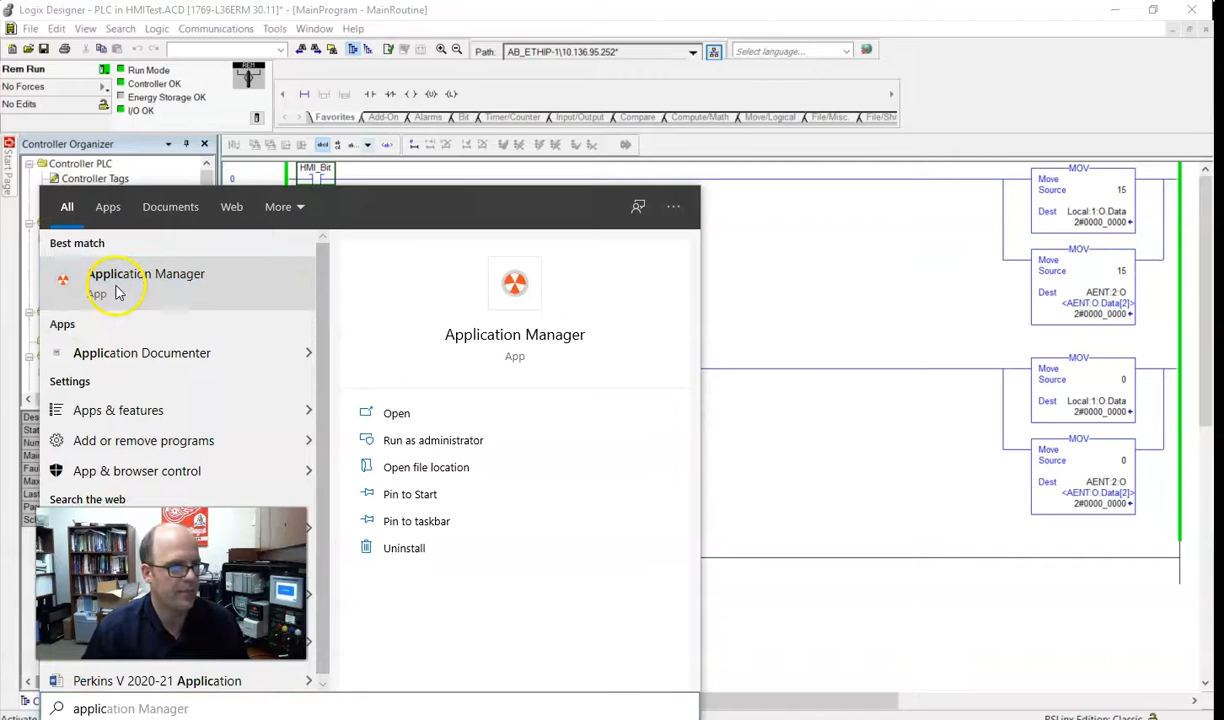 Logix Designer - PLC in HMITest.ACD [1769-L36ERM 30.11]* - [MainProgram - MainRoutine]
File Edit View Search Logic Communications Tools Window Help
Path: AB_ETHIP-1\10.136.95.252*
Select language...
Rem Run
No Forces
No Edits
Run Mode
Controller OK
Energy Storage OK
I/O OK
REM
Favorites Add-On Alarms Bit Timer/Counter Input/Output Compare Compute/Math Move/Logical File/Misc. File/Shi
Start Page
Controller Organizer
Controller PLC
Controller Tags
0
HMI_Bit
MOV
Move
Source 15
Dest Local:1:O.Data
2#0000_0000
MOV
Move
Source 15
Dest AENT:2:O
<AENT:O.Data[2]>
2#0000_0000
MOV
Move
Source 0
Dest Local:1:O.Data
2#0000_0000
MOV
Move
Source 0
Dest AENT:2:O
<AENT:O.Data[2]>
2#0000_0000
All Apps Documents Web More
Best match
Application Manager
App
Apps
Application Documenter
Settings
Apps & features
Add or remove programs
App & browser control
Search the web
Perkins V 2020-21 Application
application Manager
Application Manager
App
Open
Run as administrator
Open file location
Pin to Start
Pin to taskbar
Uninstall
RSLinx Edition: Classic